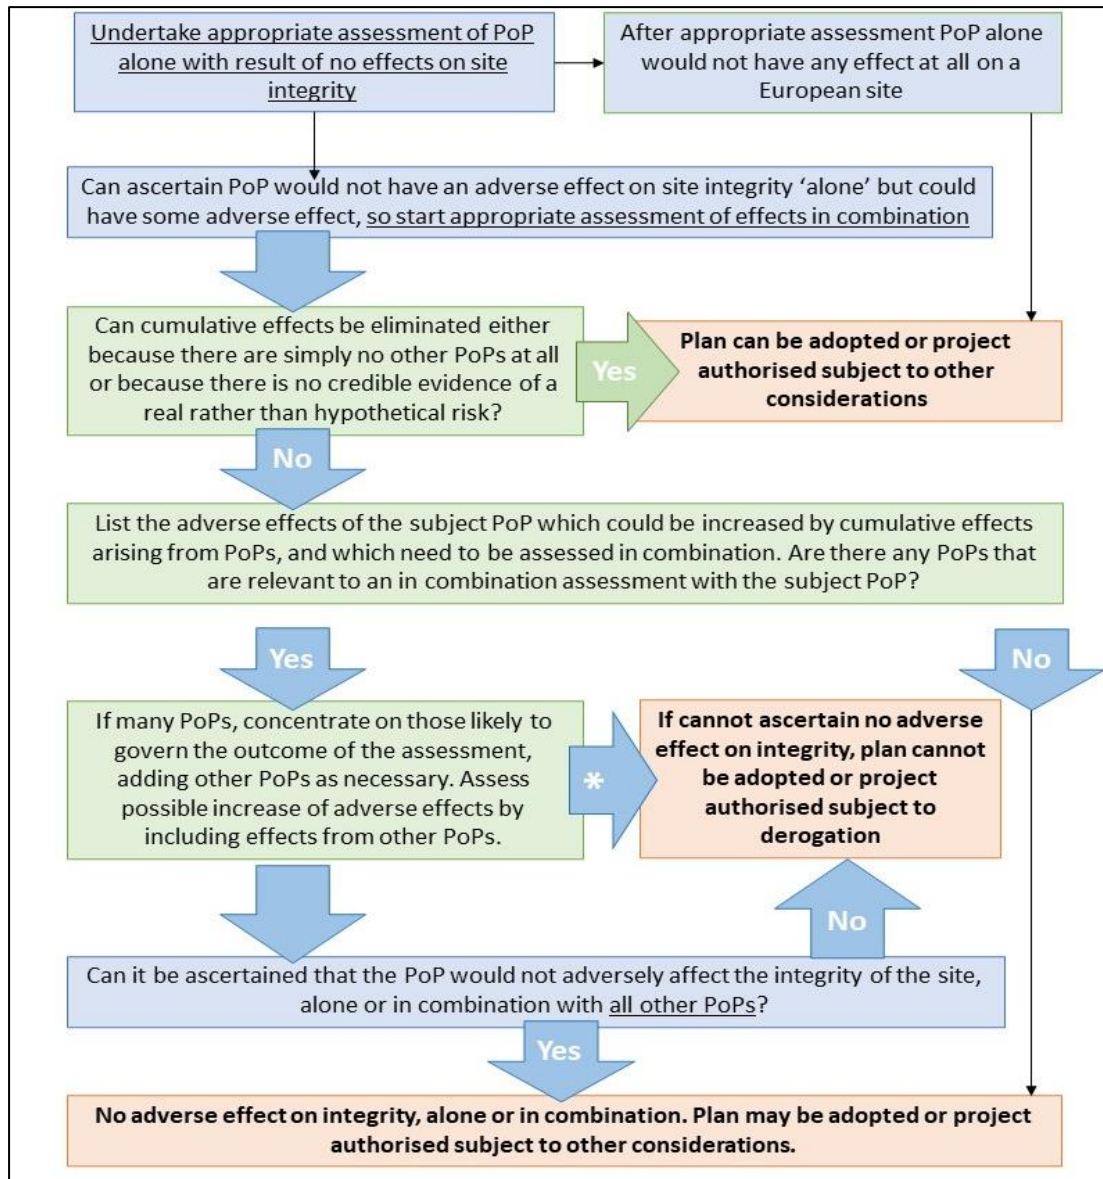 Undertake appropriate assessment of PoP
alone with result of no effects on site
integrity
After appropriate assessment PoP alone
would not have any effect at all on a
European site
Can ascertain PoP would not have an adverse effect on site integrity ‘alone’ but could
have some adverse effect, so start appropriate assessment of effects in combination
Can cumulative effects be eliminated either
because there are simply no other PoPs at all
or because there is no credible evidence of a
real rather than hypothetical risk?
Yes
Plan can be adopted or project
authorised subject to other
considerations
No
List the adverse effects of the subject PoP which could be increased by cumulative effects
arising from PoPs, and which need to be assessed in combination. Are there any PoPs that
are relevant to an in combination assessment with the subject PoP?
Yes
No
If many PoPs, concentrate on those likely to
govern the outcome of the assessment,
adding other PoPs as necessary. Assess
possible increase of adverse effects by
including effects from other PoPs.
*
If cannot ascertain no adverse
effect on integrity, plan cannot
be adopted or project
authorised subject to
derogation
No
Can it be ascertained that the PoP would not adversely affect the integrity of the site,
alone or in combination with all other PoPs?
Yes
No adverse effect on integrity, alone or in combination. Plan may be adopted or project
authorised subject to other considerations.